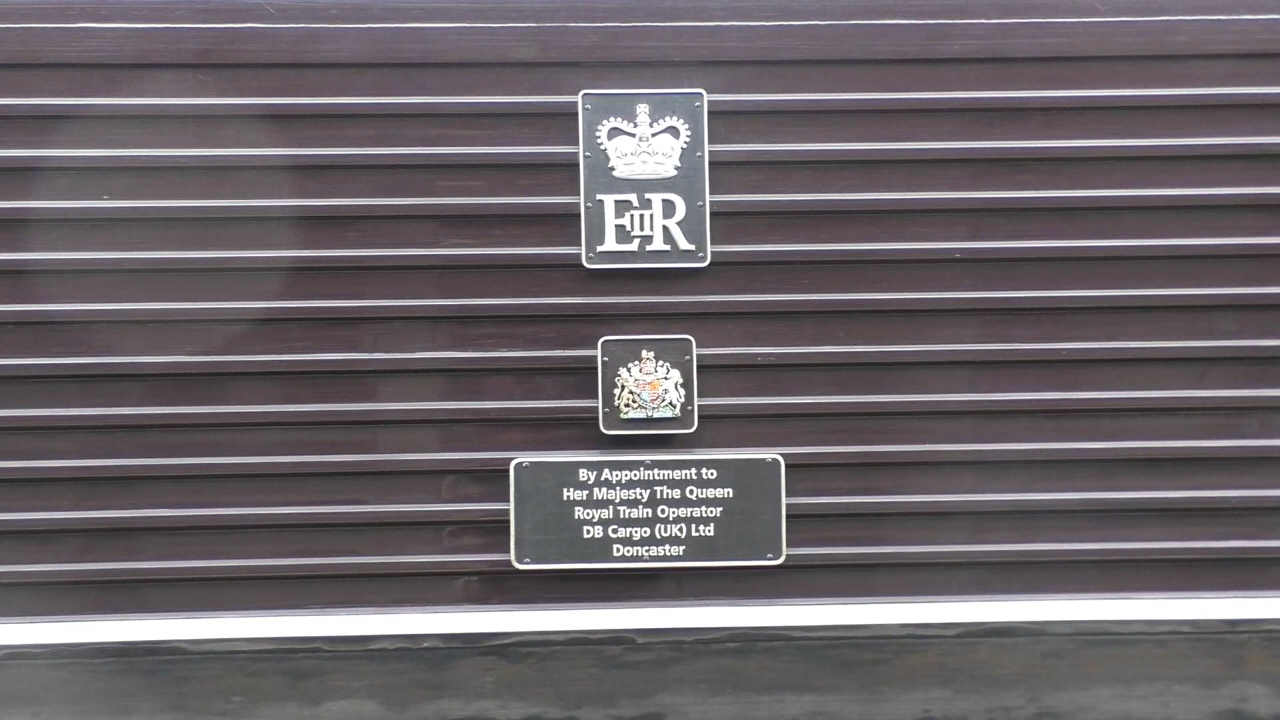 EIIR
By Appointment to
Her Majesty The Queen
Royal Train Operator
DB Cargo (UK) Ltd
Doncaster